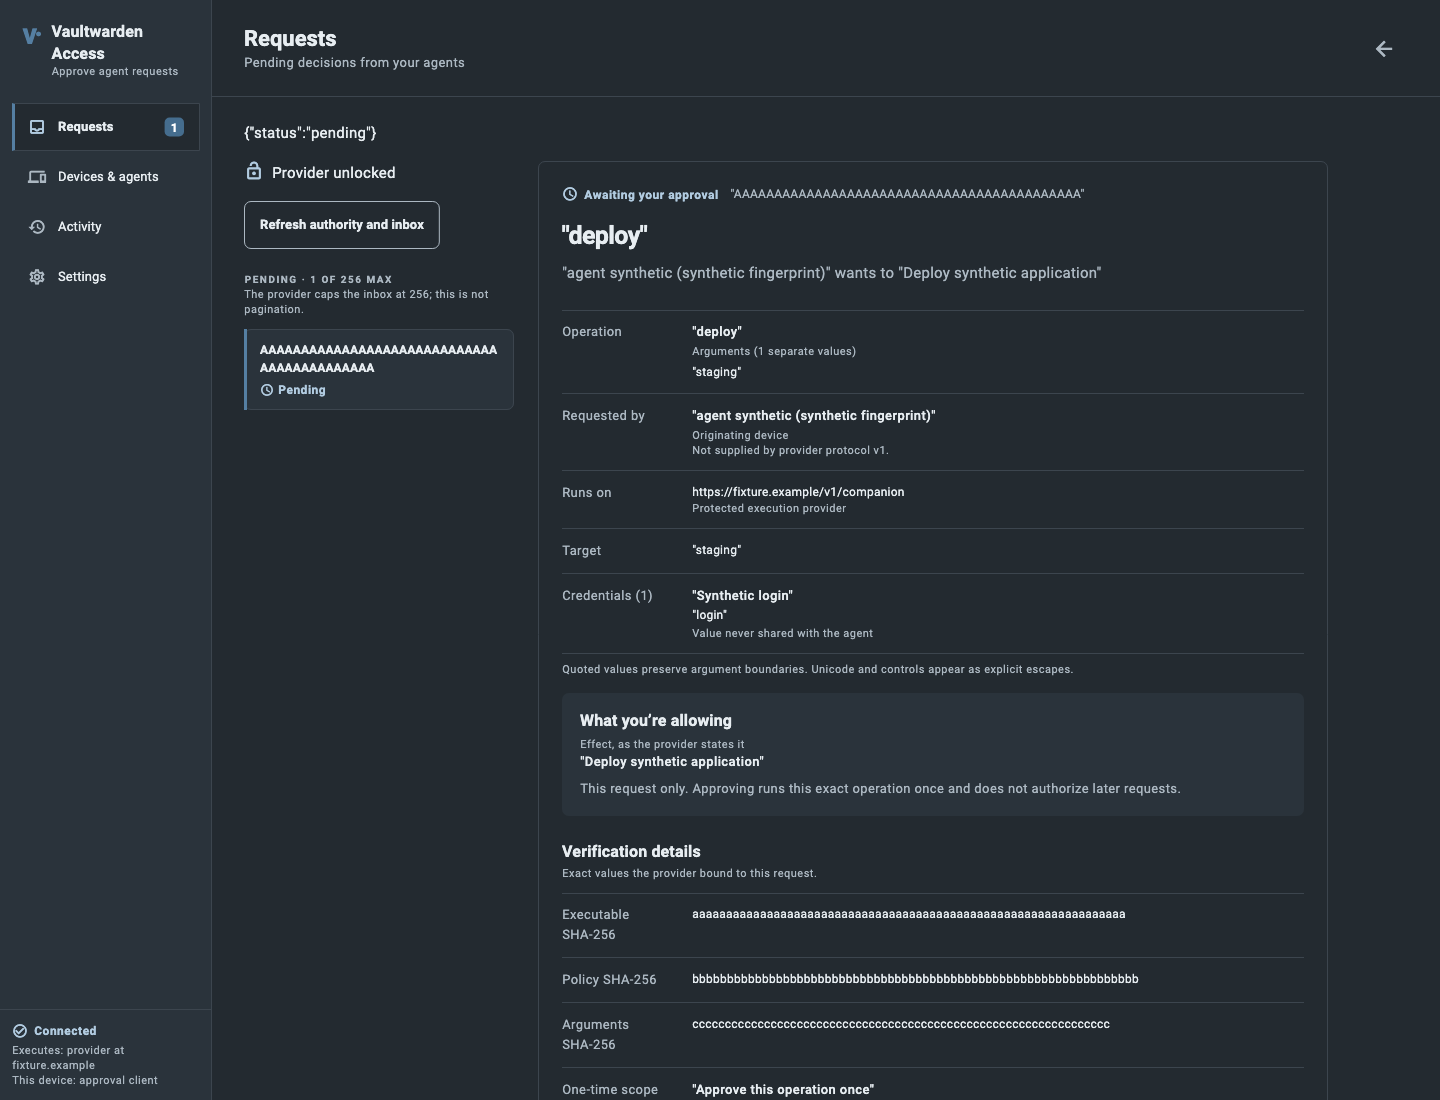 Vaultwarden
Access
Approve agent requests
Requests
1
Devices & agents
Activity
Settings
Connected
Executes: provider at
fixture.example
This device: approval client
Requests
Pending decisions from your agents
{"status":"pending"}
Provider unlocked
Refresh authority and inbox
PENDING · 1 OF 256 MAX
The provider caps the inbox at 256; this is not
pagination.
AAAAAAAAAAAAAAAAAAAAAAAAAAAAA
AAAAAAAAAAAAAA
Pending
Awaiting your approval "AAAAAAAAAAAAAAAAAAAAAAAAAAAAAAAAAAAAAAAAAAA"
"deploy"
"agent synthetic (synthetic fingerprint)" wants to "Deploy synthetic application"
Operation
"deploy"
Arguments (1 separate values)
"staging"
Requested by
"agent synthetic (synthetic fingerprint)"
Originating device
Not supplied by provider protocol v1.
Runs on
https://fixture.example/v1/companion
Protected execution provider
Target
"staging"
Credentials (1)
"Synthetic login"
"login"
Value never shared with the agent
Quoted values preserve argument boundaries. Unicode and controls appear as explicit escapes.
What you’re allowing
Effect, as the provider states it
"Deploy synthetic application"
This request only. Approving runs this exact operation once and does not authorize later requests.
Verification details
Exact values the provider bound to this request.
Executable
SHA-256
aaaaaaaaaaaaaaaaaaaaaaaaaaaaaaaaaaaaaaaaaaaaaaaaaaaaaaaaaaaaaaaa
Policy SHA-256
bbbbbbbbbbbbbbbbbbbbbbbbbbbbbbbbbbbbbbbbbbbbbbbbbbbbbbbbbbbbbbbb
Arguments
SHA-256
cccccccccccccccccccccccccccccccccccccccccccccccccccccccccccccccc
One-time scope
"Approve this operation once"